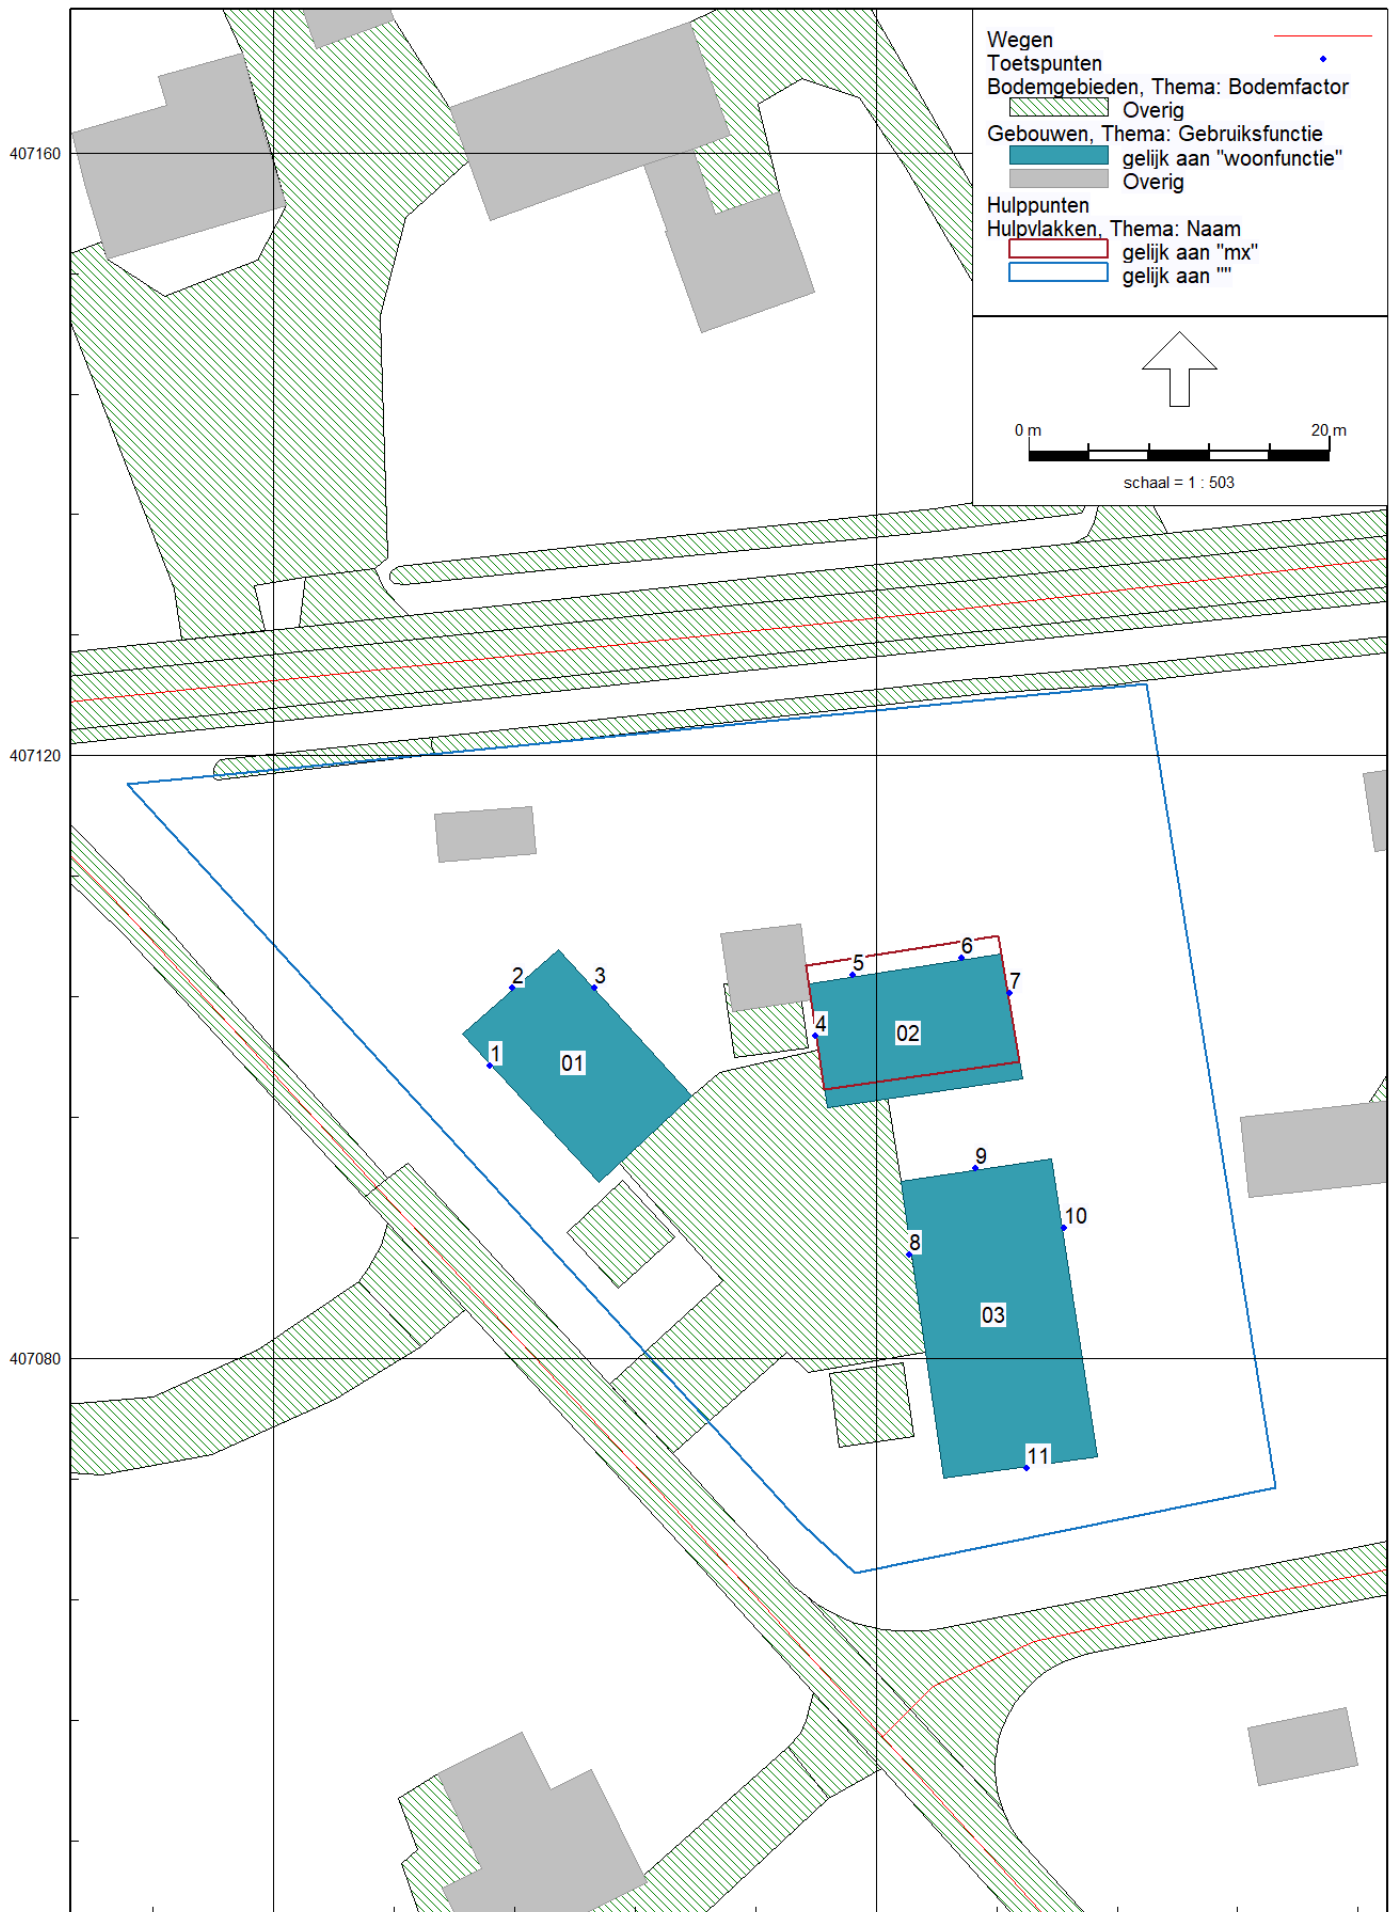 Wegen
Toetspunten
Bodemgebieden, Thema: Bodemfactor
Overig
Gebouwen, Thema: Gebruiksfunctie
gelijk aan "woonfunctie"
Overig
Hulppunten
Hulpvlakken, Thema: Naam
gelijk aan "mx"
gelijk aan ""
0 m 20 m
schaal = 1 : 503
407160
407120
407080
1
2
3
01
4
5
6
7
02
8
9
10
03
11